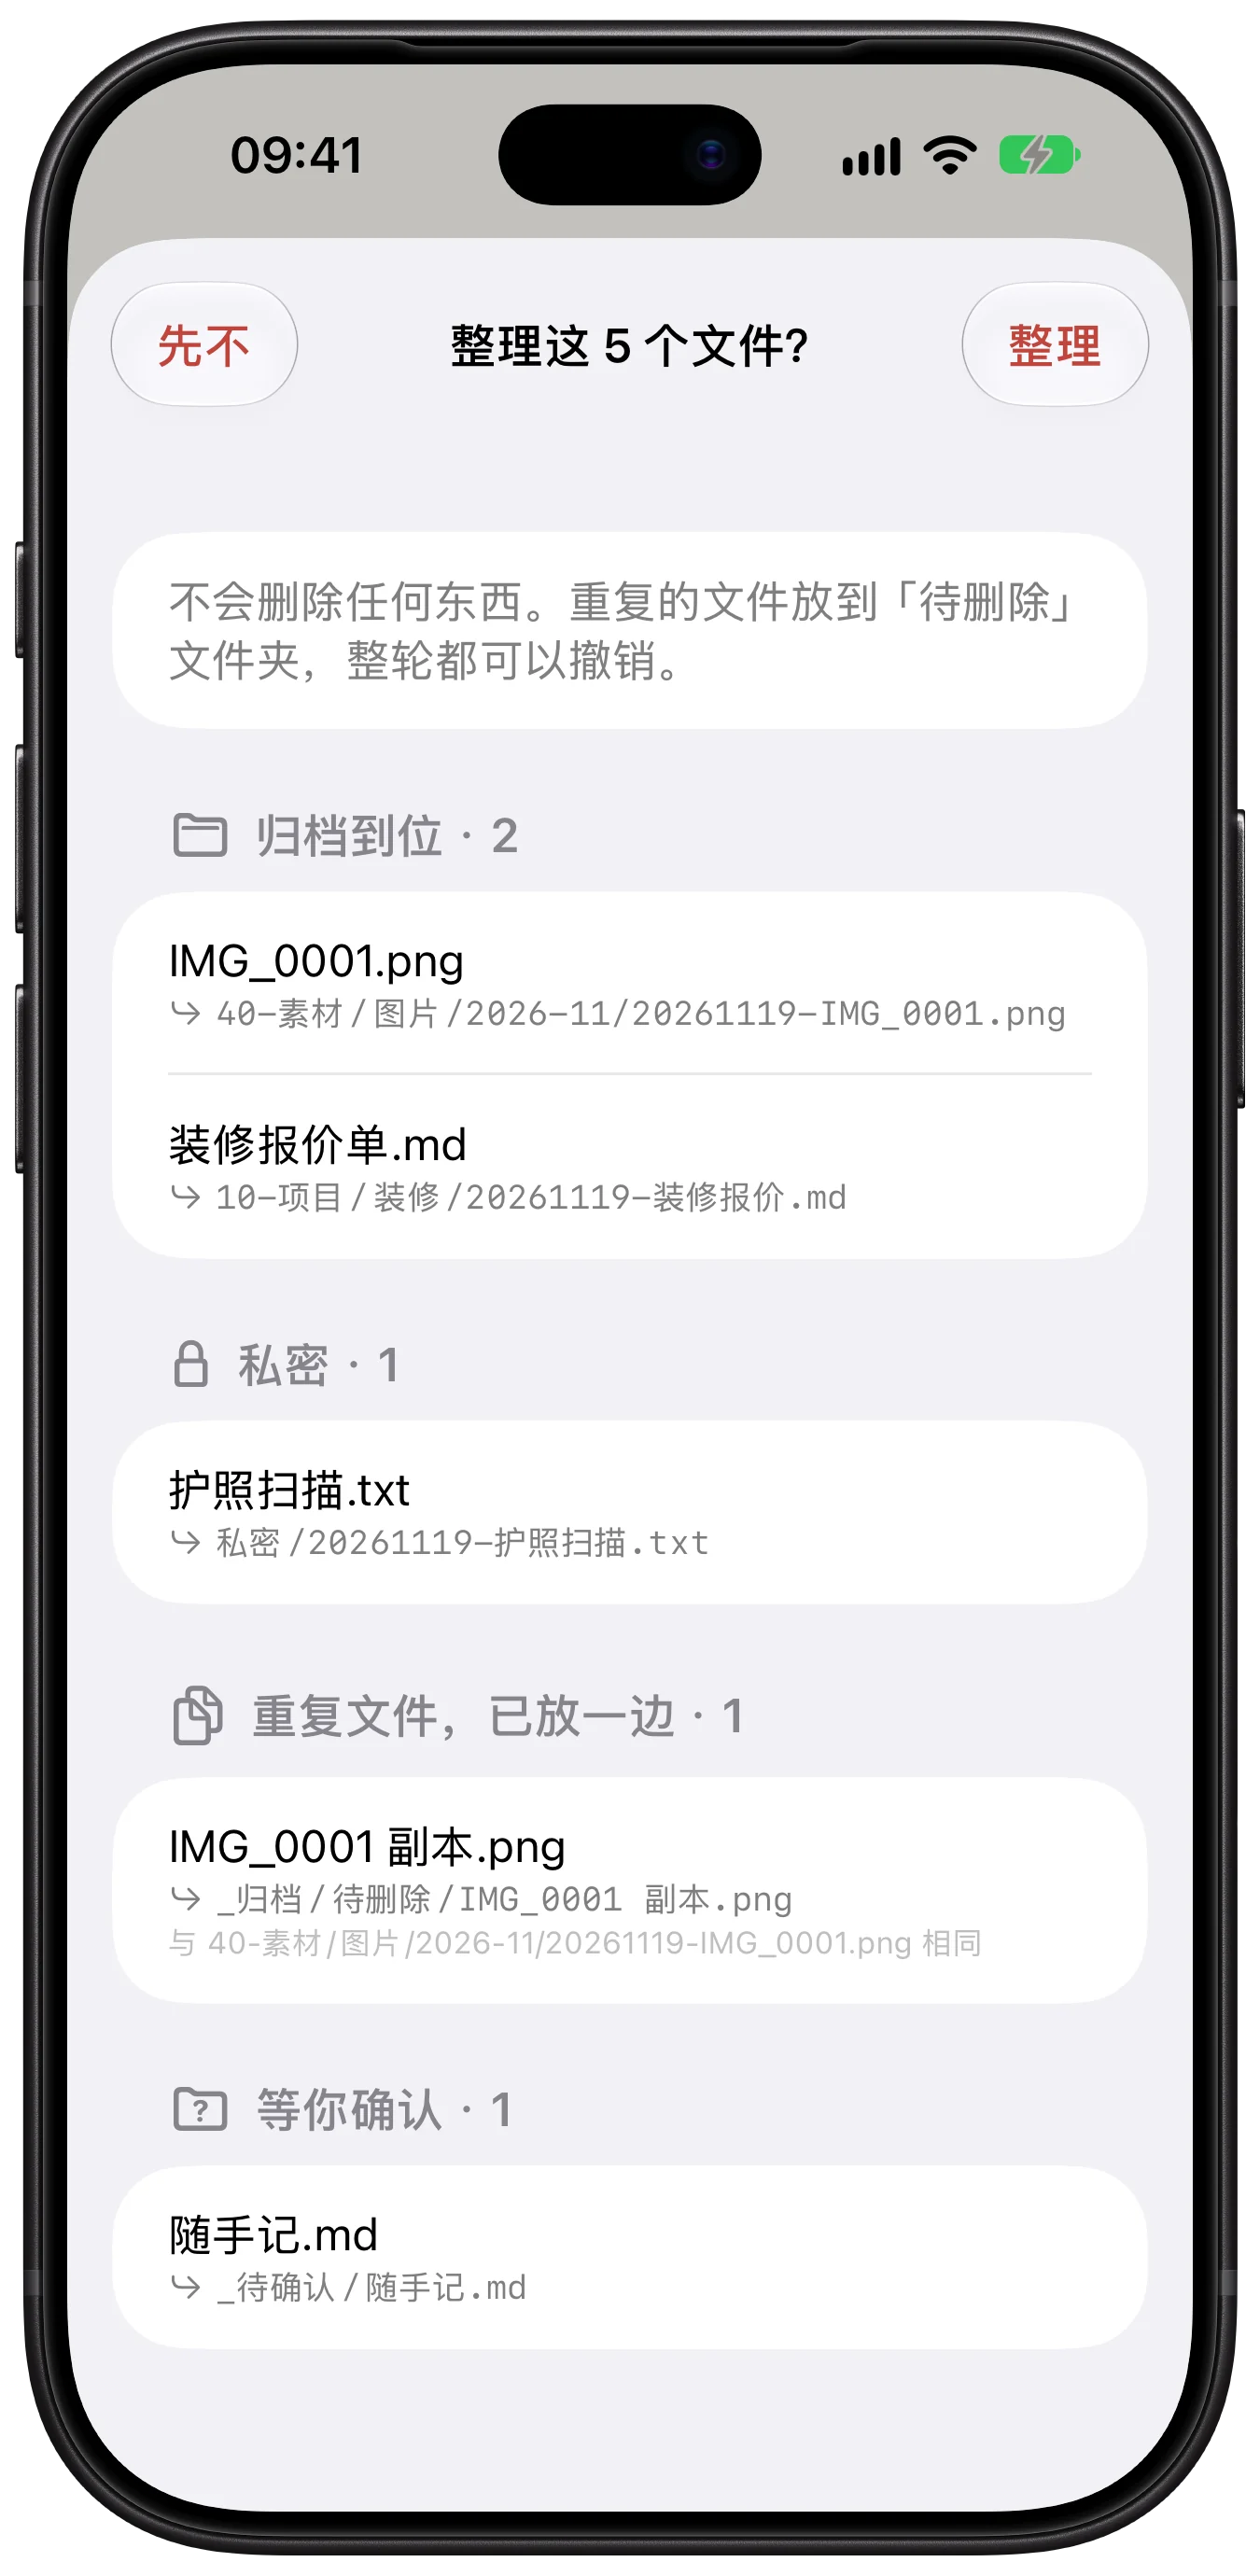 09:41
先不
整理这 5 个文件?
整理
不会删除任何东西。重复的文件放到「待删除」
文件夹，整轮都可以撤销。
归档到位 · 2
IMG_0001.png
40-素材/图片/2026-11/20261119-IMG_0001.png
装修报价单.md
10-项目/装修/20261119-装修报价.md
私密 · 1
护照扫描.txt
私密/20261119-护照扫描.txt
重复文件，已放一边 · 1
IMG_0001 副本.png
_归档/待删除/IMG_0001 副本.png
与 40-素材/图片/2026-11/20261119-IMG_0001.png 相同
等你确认 · 1
随手记.md
_待确认/随手记.md